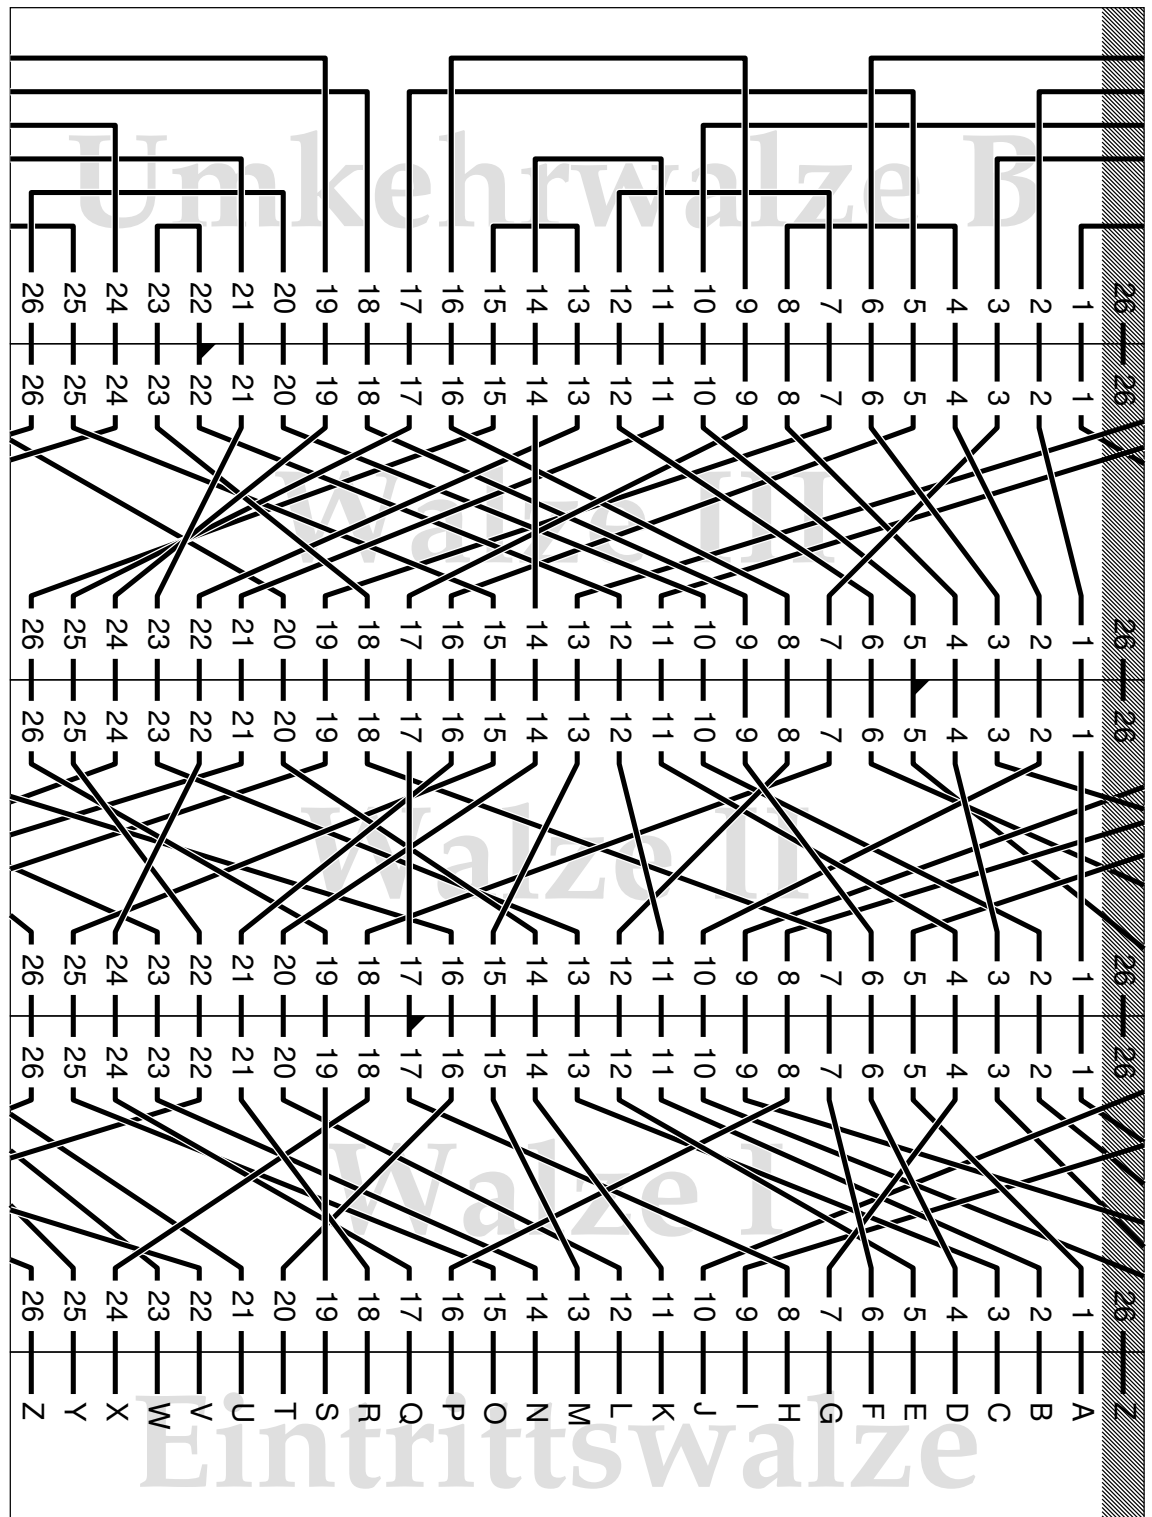 Umkehrwalze B
26 25 24 23 22 21 20 19 18 17 16 15 14 13 12 11 10 9 8 7 6 5 4 3 2 1 26
26 25 24 23 22 21 20 19 18 17 16 15 14 13 12 11 10 9 8 7 6 5 4 3 2 1 26
Walze III
26 25 24 23 22 21 20 19 18 17 16 15 14 13 12 11 10 9 8 7 6 5 4 3 2 1 26
26 25 24 23 22 21 20 19 18 17 16 15 14 13 12 11 10 9 8 7 6 5 4 3 2 1 26
Walze II
26 25 24 23 22 21 20 19 18 17 16 15 14 13 12 11 10 9 8 7 6 5 4 3 2 1 26
26 25 24 23 22 21 20 19 18 17 16 15 14 13 12 11 10 9 8 7 6 5 4 3 2 1 26
Walze I
26 25 24 23 22 21 20 19 18 17 16 15 14 13 12 11 10 9 8 7 6 5 4 3 2 1 26
Z Y X W V U T S R Q P O N M L K J I H G F E D C B A Z
Eintrittswalze